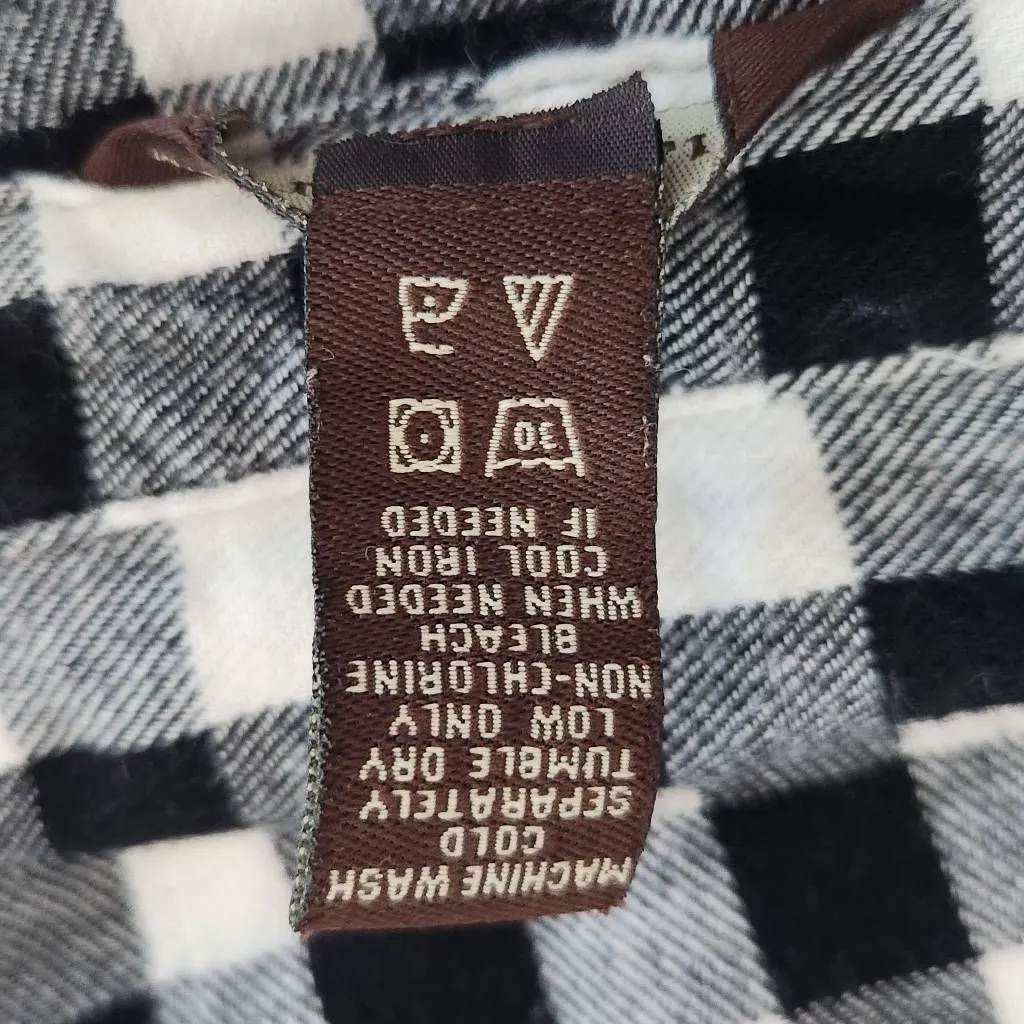 MACHINE WASH
COLD
SEPARATELY
TUMBLE DRY
LOW ONLY
NON-CHLORINE
BLEACH
WHEN NEEDED
COOL IRON
IF NEEDED
30